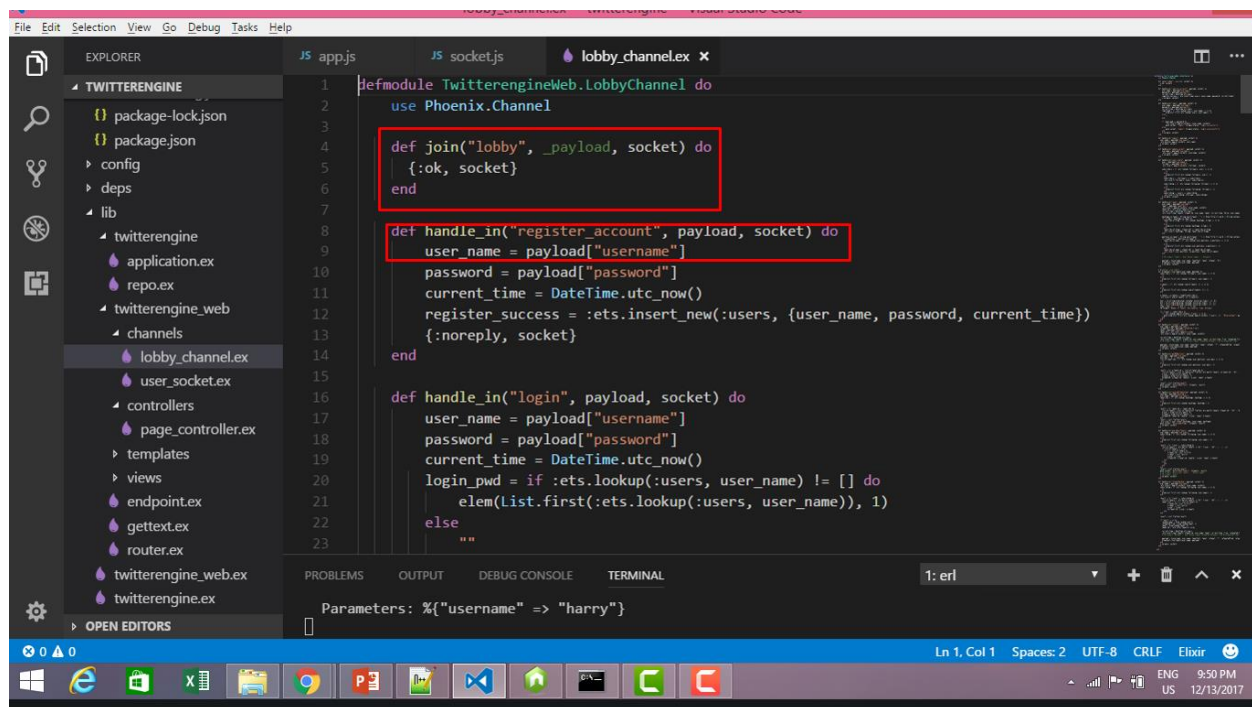 lobby_channel.ex - twitterengine - Visual Studio Code
File Edit Selection View Go Debug Tasks Help
EXPLORER
TWITTERENGINE
{} package-lock.json
{} package.json
config
deps
lib
twitterengine
application.ex
repo.ex
twitterengine_web
channels
lobby_channel.ex
user_socket.ex
controllers
page_controller.ex
templates
views
endpoint.ex
gettext.ex
router.ex
twitterengine_web.ex
twitterengine.ex
OPEN EDITORS
JS app.js JS socket.js lobby_channel.ex ×
1 defmodule TwitterengineWeb.LobbyChannel do
2 use Phoenix.Channel
3
4 def join("lobby", _payload, socket) do
5 {:ok, socket}
6 end
7
8 def handle_in("register_account", payload, socket) do
9 user_name = payload["username"]
10 password = payload["password"]
11 current_time = DateTime.utc_now()
12 register_success = :ets.insert_new(:users, {user_name, password, current_time})
13 {:noreply, socket}
14 end
15
16 def handle_in("login", payload, socket) do
17 user_name = payload["username"]
18 password = payload["password"]
19 current_time = DateTime.utc_now()
20 login_pwd = if :ets.lookup(:users, user_name) != [] do
21 elem(List.first(:ets.lookup(:users, user_name)), 1)
22 else
23 ""
PROBLEMS OUTPUT DEBUG CONSOLE TERMINAL 1: erl
Parameters: %{"username" => "harry"}
0 0 Ln 1, Col 1 Spaces: 2 UTF-8 CRLF Elixir
ENG 9:50 PM
US 12/13/2017